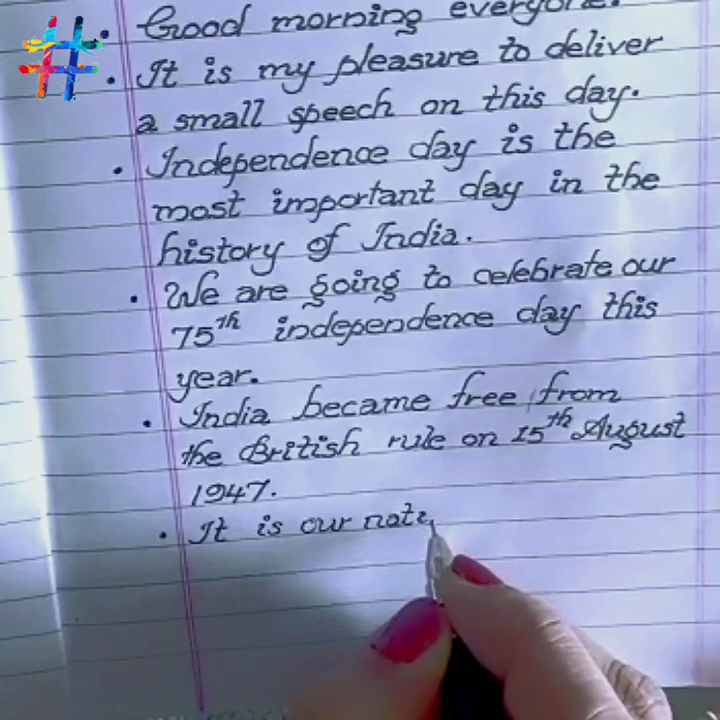 • Good morning everyone.
• It is my pleasure to deliver
a small speech on this day.
• Independence day is the
most important day in the
history of India.
• We are going to celebrate our
75th independence day this
year.
• India became free from
the British rule on 15th August
1947.
• It is our nati